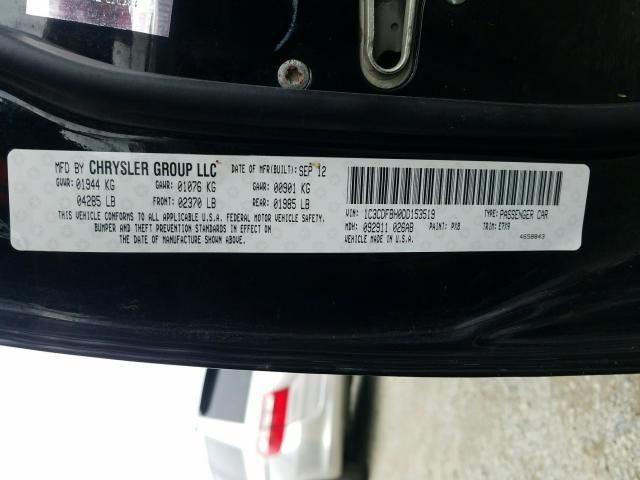 MFD BY CHRYSLER GROUP LLC DATE OF MFR(BUILT): SEP 12
GVWR: 01944 KG GAWR: 01076 KG GAWR: 00901 KG
04285 LB FRONT: 02370 LB REAR: 01985 LB
THIS VEHICLE CONFORMS TO ALL APPLICABLE U.S.A. FEDERAL MOTOR VEHICLE SAFETY,
BUMPER AND THEFT PREVENTION STANDARDS IN EFFECT ON
THE DATE OF MANUFACTURE SHOWN ABOVE.
VIN: 1C3CDFBH0DD153519 TYPE: PASSENGER CAR
MDH: 092911 026AB PAINT: PX8 TRIM: E7X9
VEHICLE MADE IN U.S.A. 4658843